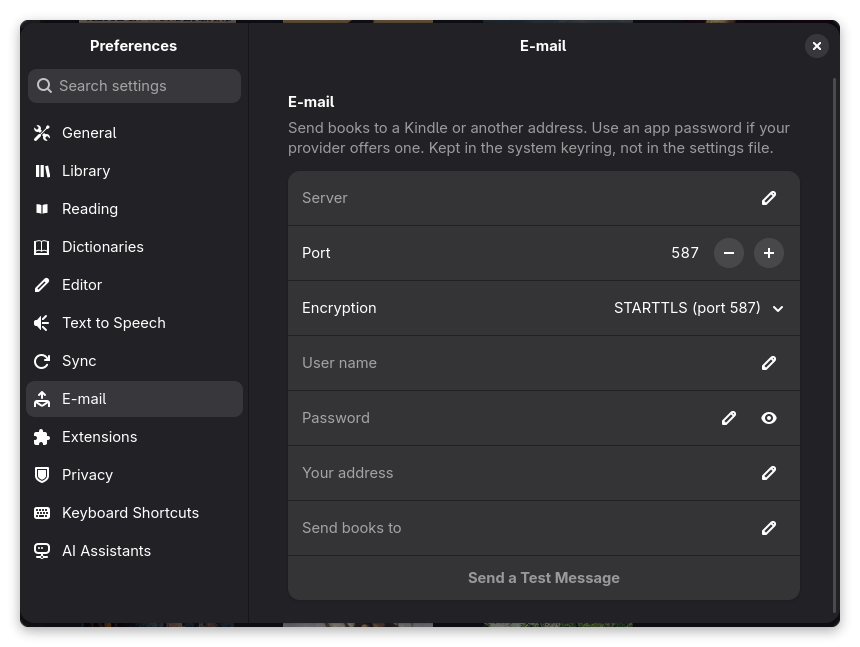 Preferences
Search settings
General
Library
Reading
Dictionaries
Editor
Text to Speech
Sync
E-mail
Extensions
Privacy
Keyboard Shortcuts
AI Assistants
E-mail
E-mail
Send books to a Kindle or another address. Use an app password if your
provider offers one. Kept in the system keyring, not in the settings file.
Server
Port 587
Encryption STARTTLS (port 587)
User name
Password
Your address
Send books to
Send a Test Message